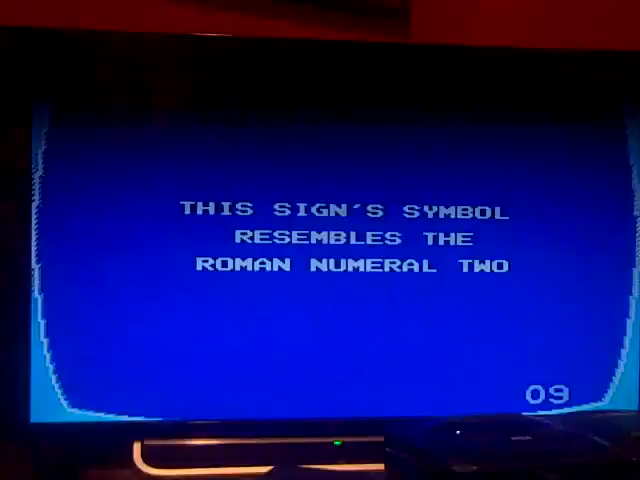 THIS SIGN'S SYMBOL
RESEMBLES THE
ROMAN NUMERAL TWO
09